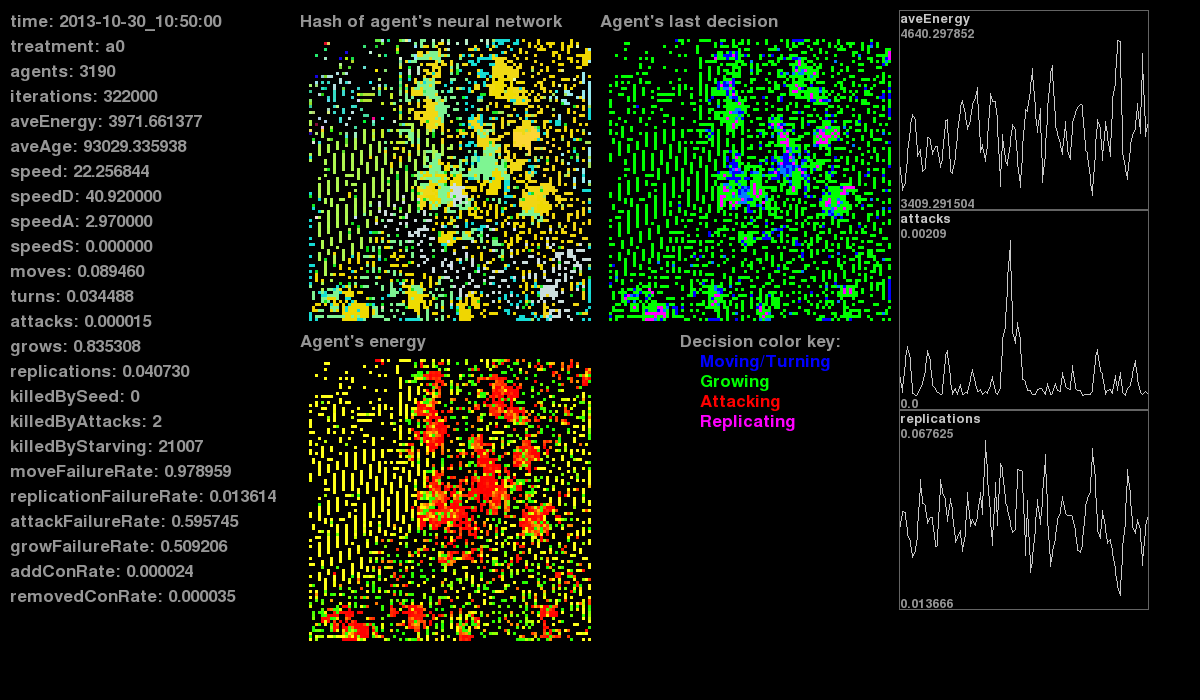 time: 2013-10-30_10:50:00
treatment: a0
agents: 3190
iterations: 322000
aveEnergy: 3971.661377
aveAge: 93029.335938
speed: 22.256844
speedD: 40.920000
speedA: 2.970000
speedS: 0.000000
moves: 0.089460
turns: 0.034488
attacks: 0.000015
grows: 0.835308
replications: 0.040730
killedBySeed: 0
killedByAttacks: 2
killedByStarving: 21007
moveFailureRate: 0.978959
replicationFailureRate: 0.013614
attackFailureRate: 0.595745
growFailureRate: 0.509206
addConRate: 0.000024
removedConRate: 0.000035
Hash of agent's neural network
Agent's last decision
Agent's energy
Decision color key:
Moving/Turning
Growing
Attacking
Replicating
aveEnergy
4640.297852
3409.291504
attacks
0.00209
0.0
replications
0.067625
0.013666